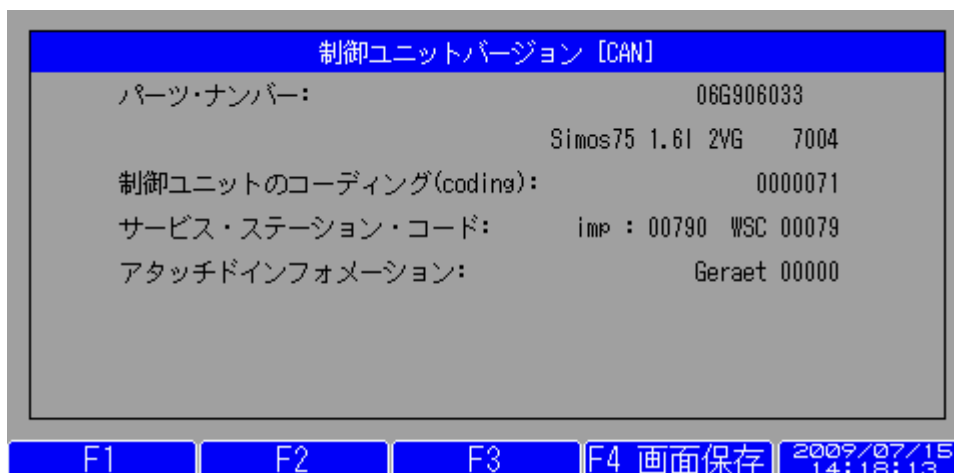 制御ユニットバージョン [CAN]
パーツ・ナンバー: 06G906033
Simos75 1.6l 2VG 7004
制御ユニットのコーディング(coding): 0000071
サービス・ステーション・コード: imp : 00790 WSC 00079
アタッチドインフォメーション: Geraet 00000
F1 F2 F3 F4 画面保存 2009/07/15
14:18:13